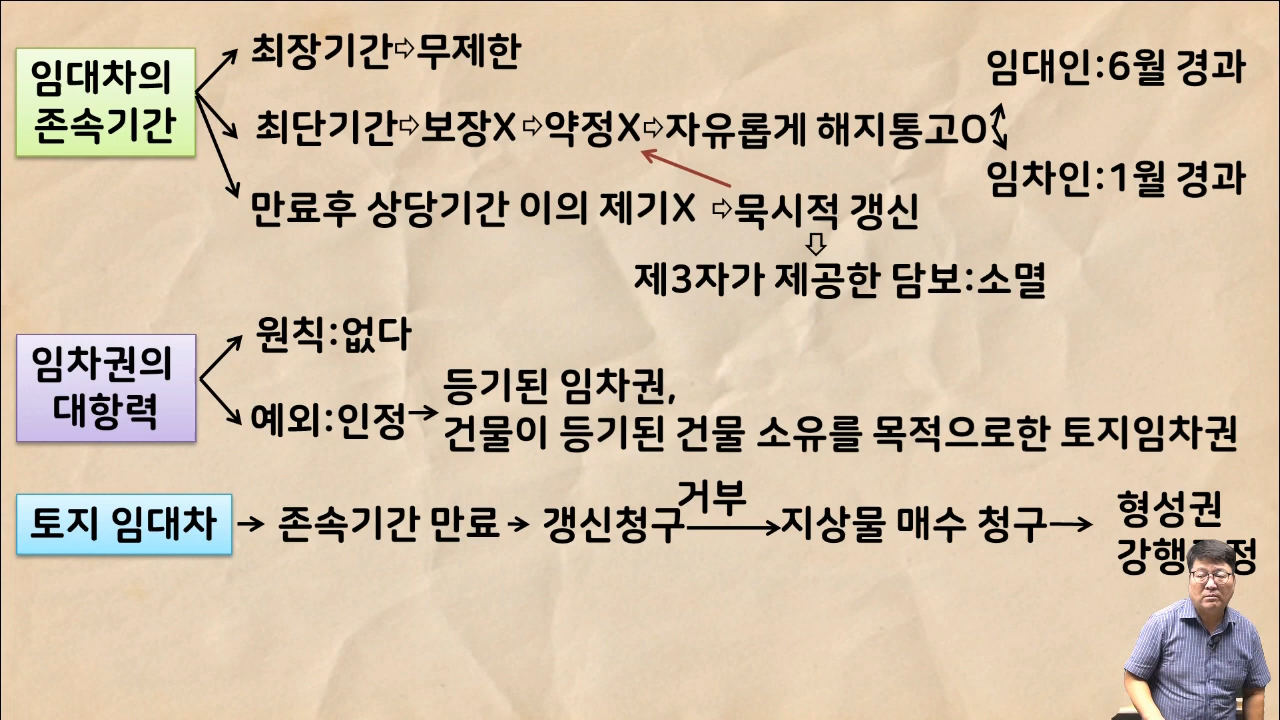 임대차의
존속기간
최장기간⇨무제한
최단기간⇨보장X⇨약정X⇨자유롭게 해지통고O
임대인:6월 경과
임차인:1월 경과
만료후 상당기간 이의 제기X ⇨묵시적 갱신
제3자가 제공한 담보:소멸
임차권의
대항력
원칙:없다
예외:인정→
등기된 임차권,
건물이 등기된 건물 소유를 목적으로한 토지임차권
토지 임대차 → 존속기간 만료 → 갱신청구
거부
지상물 매수 청구→
형성권